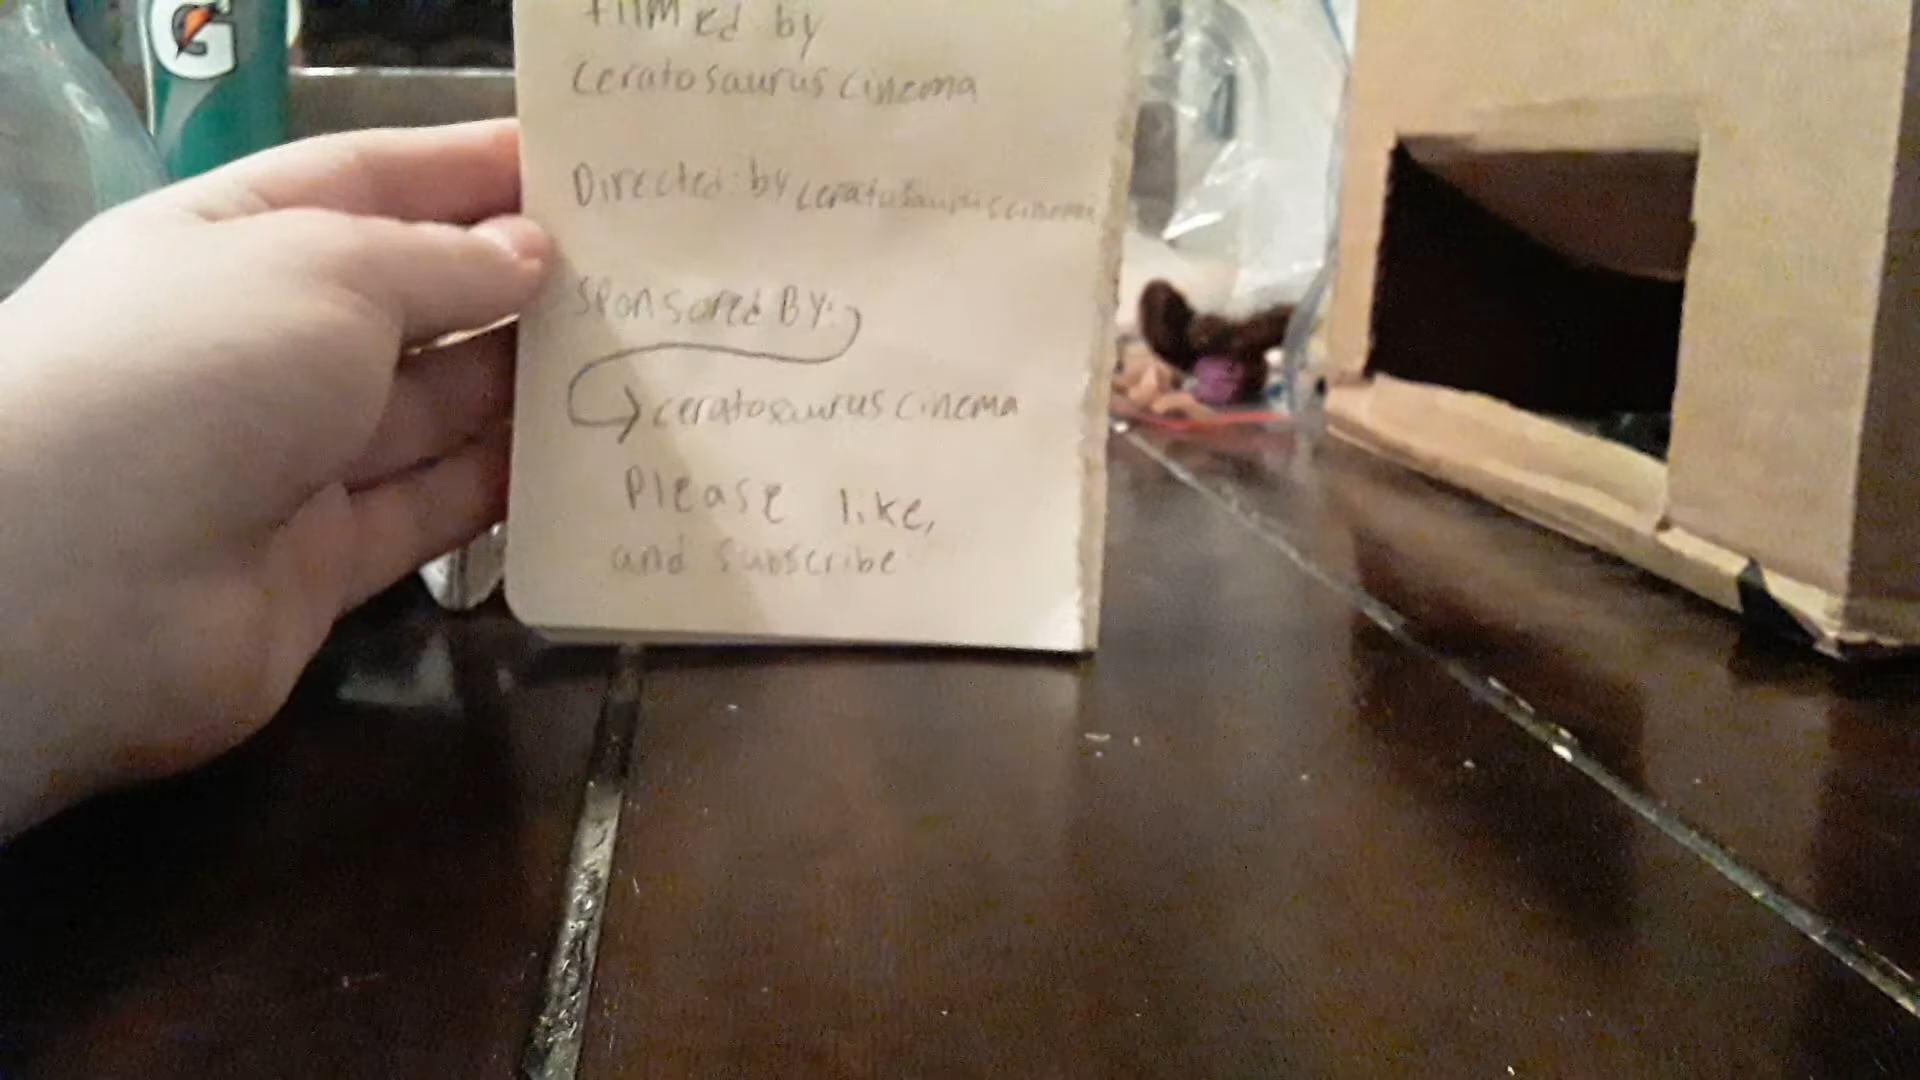 filmed by
ceratosaurus cinema
Directed by ceratosaurus cinema
Sponsored BY:
ceratosaurus cinema
Please like,
and subscribe
G